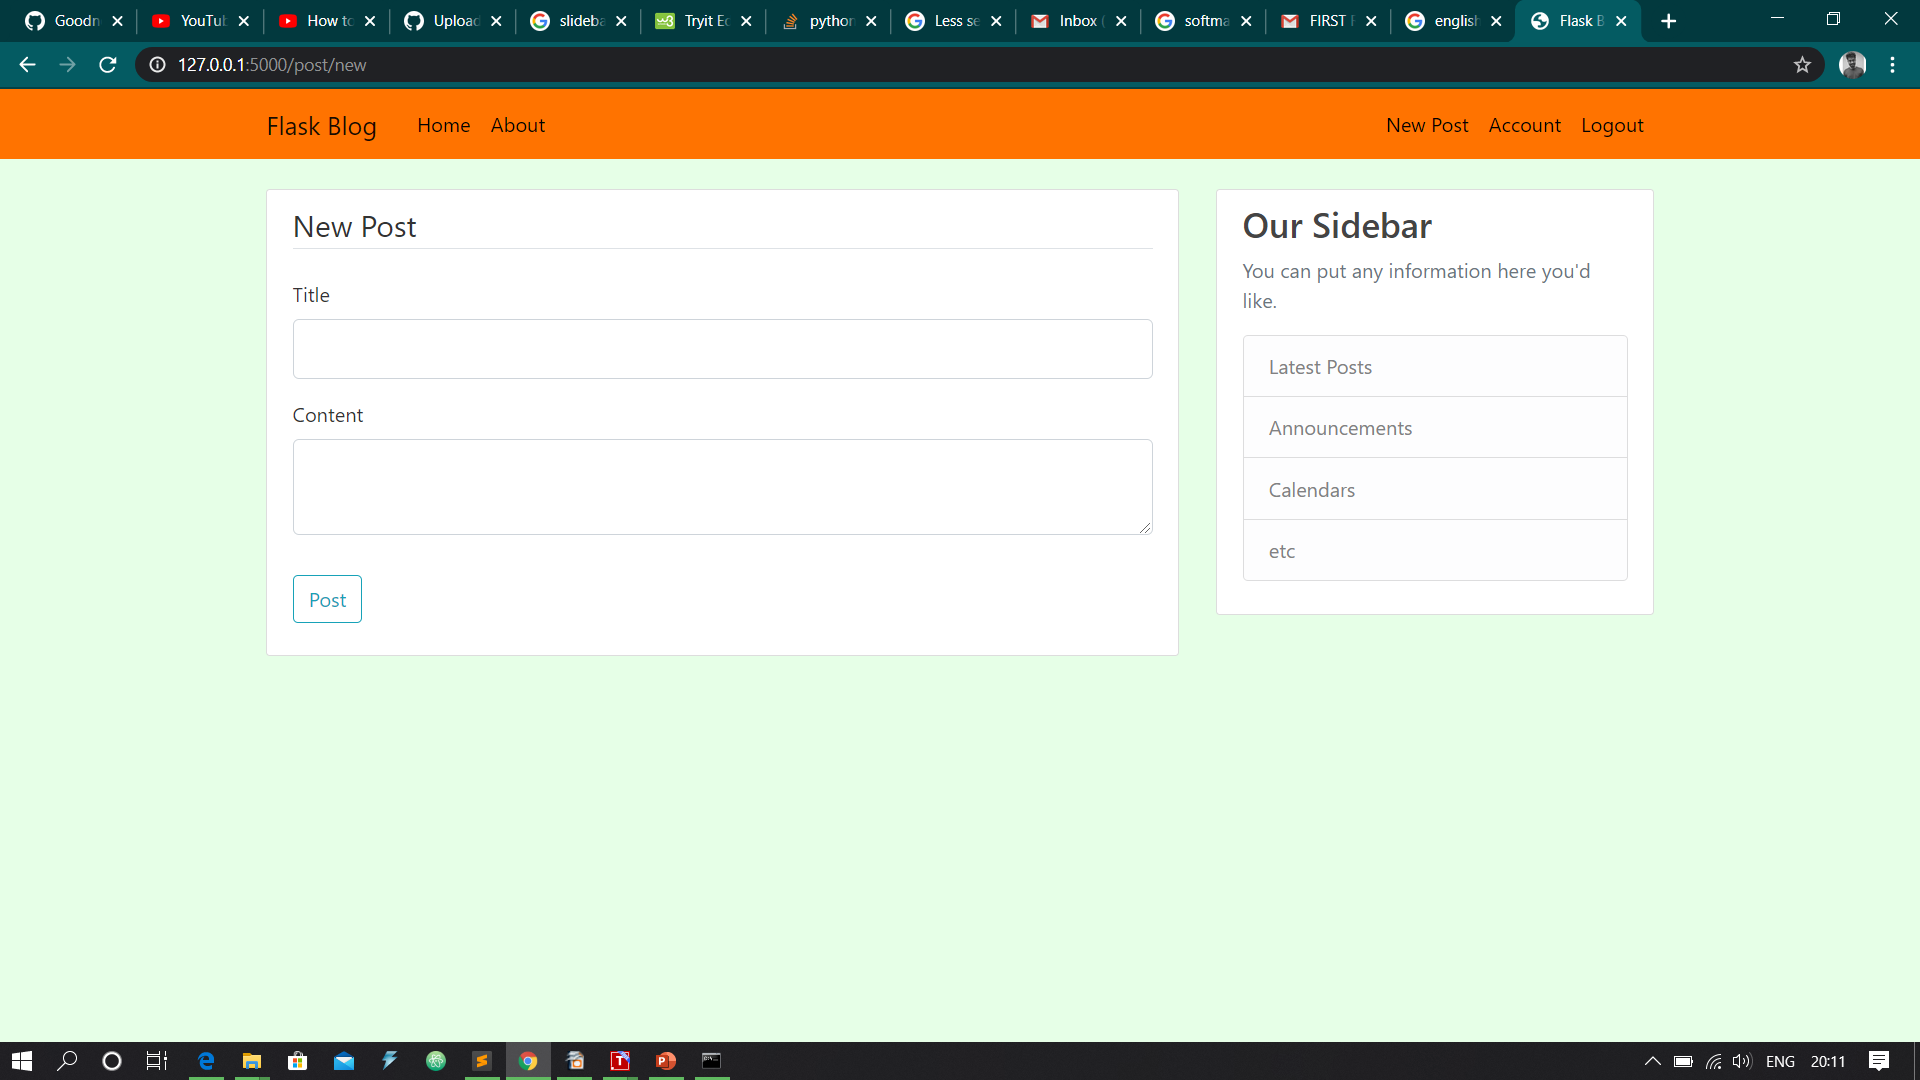 Goodn YouTub How to Upload slideba Tryit Ec python Less se Inbox ( softma FIRST F english Flask B
127.0.0.1:5000/post/new
Flask Blog Home About New Post Account Logout
New Post
Title
Content
Post
Our Sidebar
You can put any information here you'd
like.
Latest Posts
Announcements
Calendars
etc
ENG 20:11